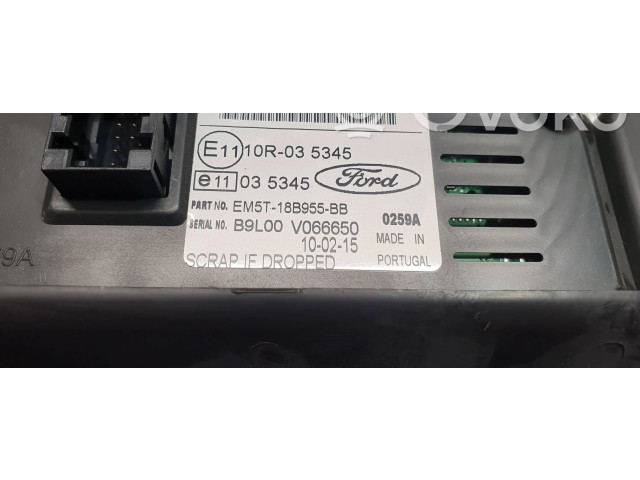 OVOKO
E11 10R-03 5345
e11 03 5345 Ford
PART NO. EM5T-18B955-BB 0259A
SERIAL NO. B9L00 V066650 MADE IN
10-02-15 PORTUGAL
SCRAP IF DROPPED